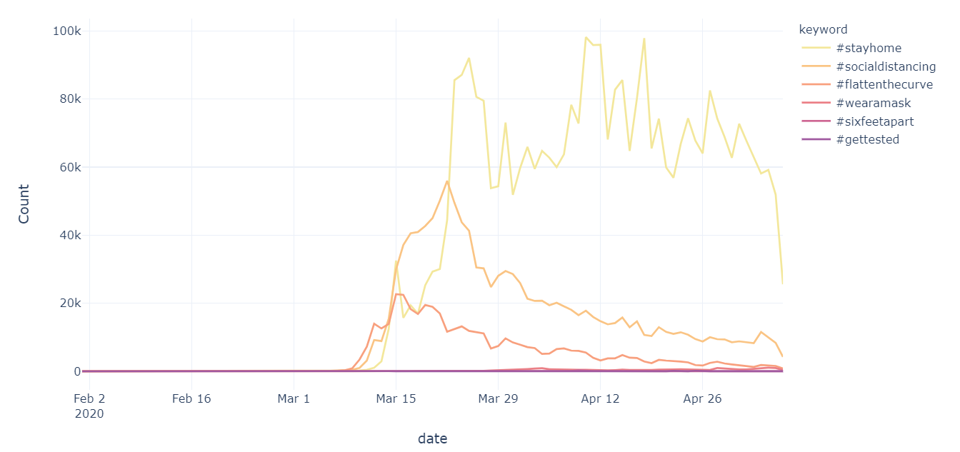 100k
80k
60k
40k
20k
0
Count
Feb 2
2020
Feb 16
Mar 1
Mar 15
Mar 29
Apr 12
Apr 26
date
keyword
#stayhome
#socialdistancing
#flattenthecurve
#wearamask
#sixfeetapart
#gettested